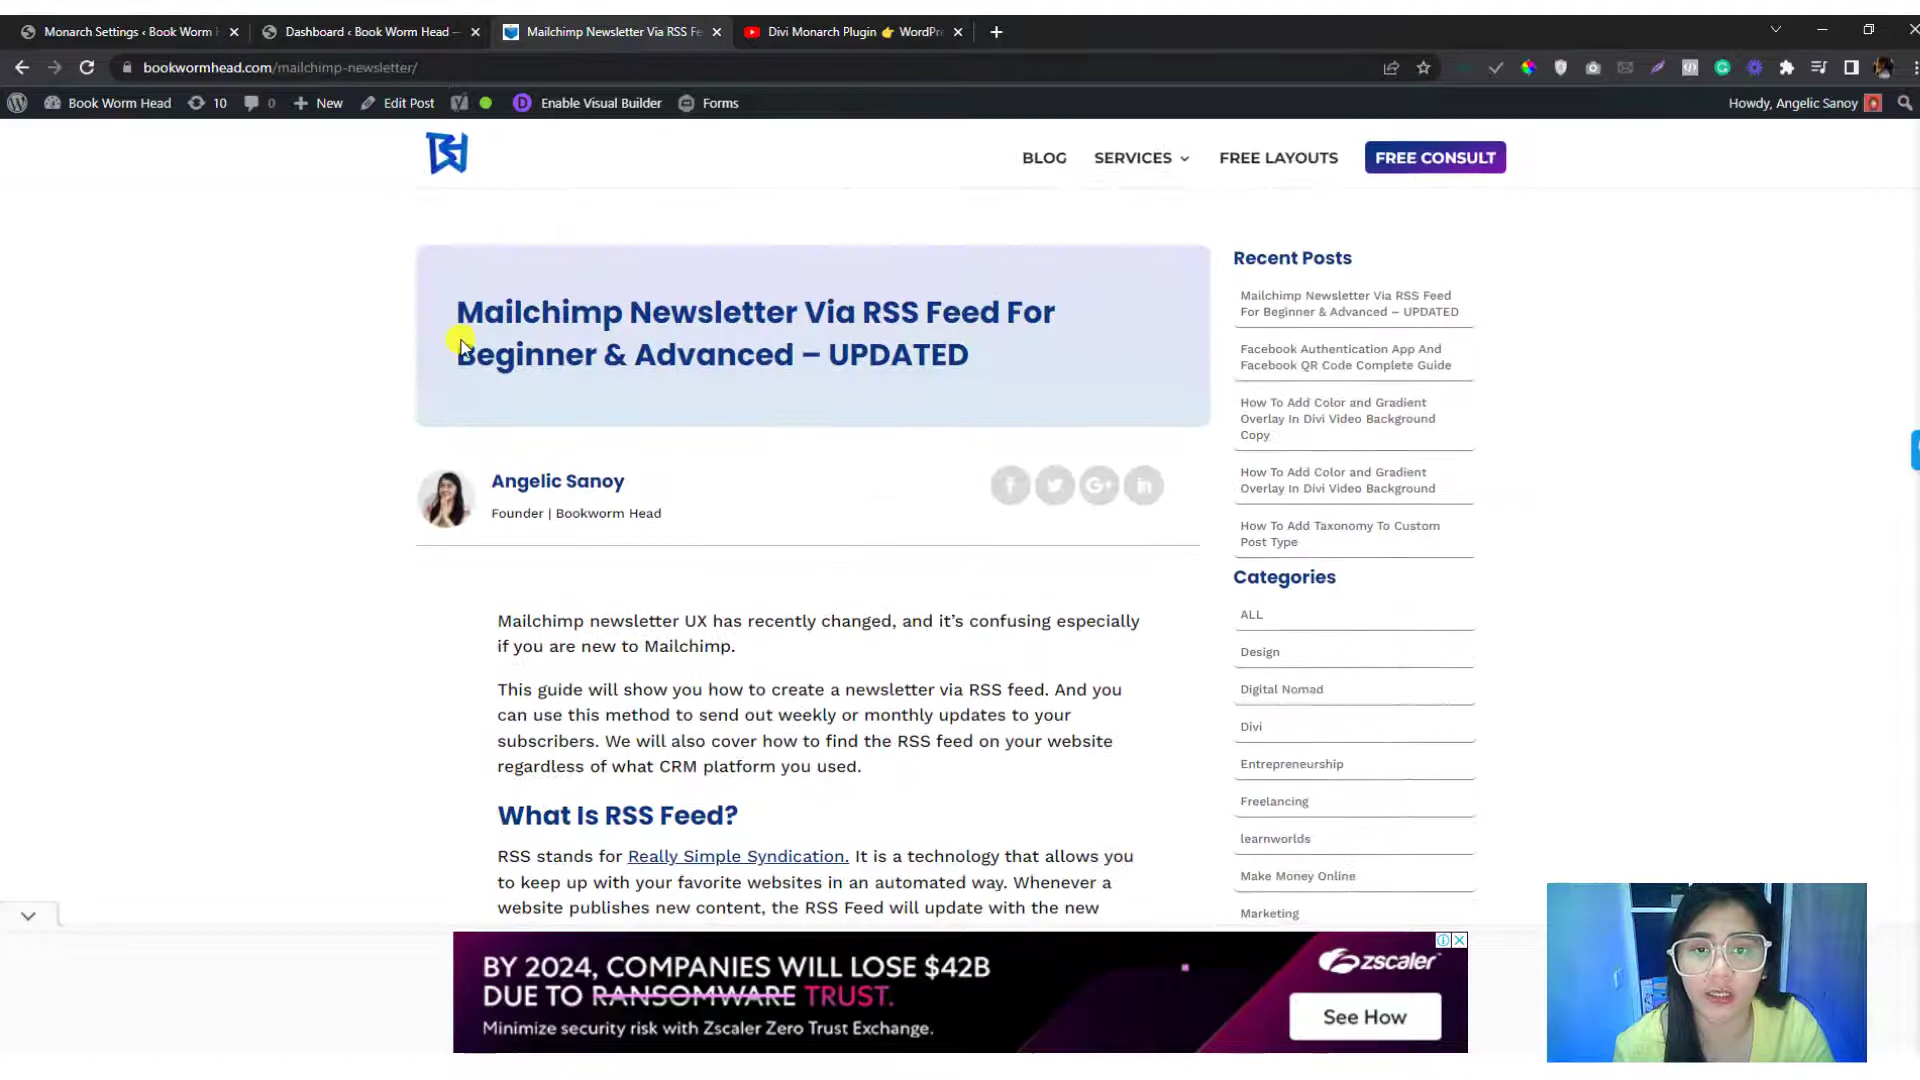 Monarch Settings ‹ Book Worm H
Dashboard ‹ Book Worm Head —
Mailchimp Newsletter Via RSS Fe
Divi Monarch Plugin 👉 WordPre
bookwormhead.com/mailchimp-newsletter/
Book Worm Head
10
0
New
Edit Post
Enable Visual Builder
Forms
Howdy, Angelic Sanoy
BLOG
SERVICES
FREE LAYOUTS
FREE CONSULT
Mailchimp Newsletter Via RSS Feed For
Beginner & Advanced – UPDATED
Angelic Sanoy
Founder | Bookworm Head
Mailchimp newsletter UX has recently changed, and it’s confusing especially
if you are new to Mailchimp.
This guide will show you how to create a newsletter via RSS feed. And you
can use this method to send out weekly or monthly updates to your
subscribers. We will also cover how to find the RSS feed on your website
regardless of what CRM platform you used.
What Is RSS Feed?
RSS stands for Really Simple Syndication. It is a technology that allows you
to keep up with your favorite websites in an automated way. Whenever a
website publishes new content, the RSS Feed will update with the new
Recent Posts
Mailchimp Newsletter Via RSS Feed
For Beginner & Advanced – UPDATED
Facebook Authentication App And
Facebook QR Code Complete Guide
How To Add Color and Gradient
Overlay In Divi Video Background
Copy
How To Add Color and Gradient
Overlay In Divi Video Background
How To Add Taxonomy To Custom
Post Type
Categories
ALL
Design
Digital Nomad
Divi
Entrepreneurship
Freelancing
learnworlds
Make Money Online
Marketing
BY 2024, COMPANIES WILL LOSE $42B
DUE TO RANSOMWARE TRUST.
Minimize security risk with Zscaler Zero Trust Exchange.
zscaler
See How